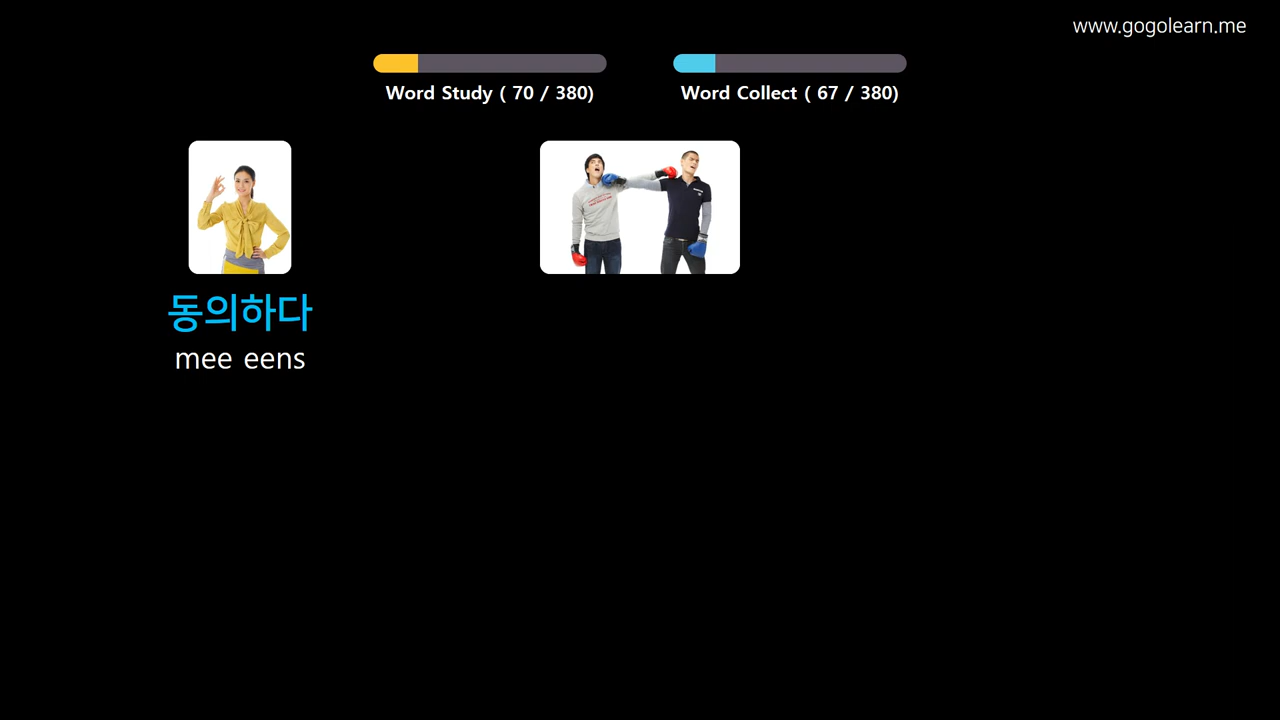 www.gogolearn.me
Word Study ( 70 / 380)
Word Collect ( 67 / 380)
동의하다
mee eens